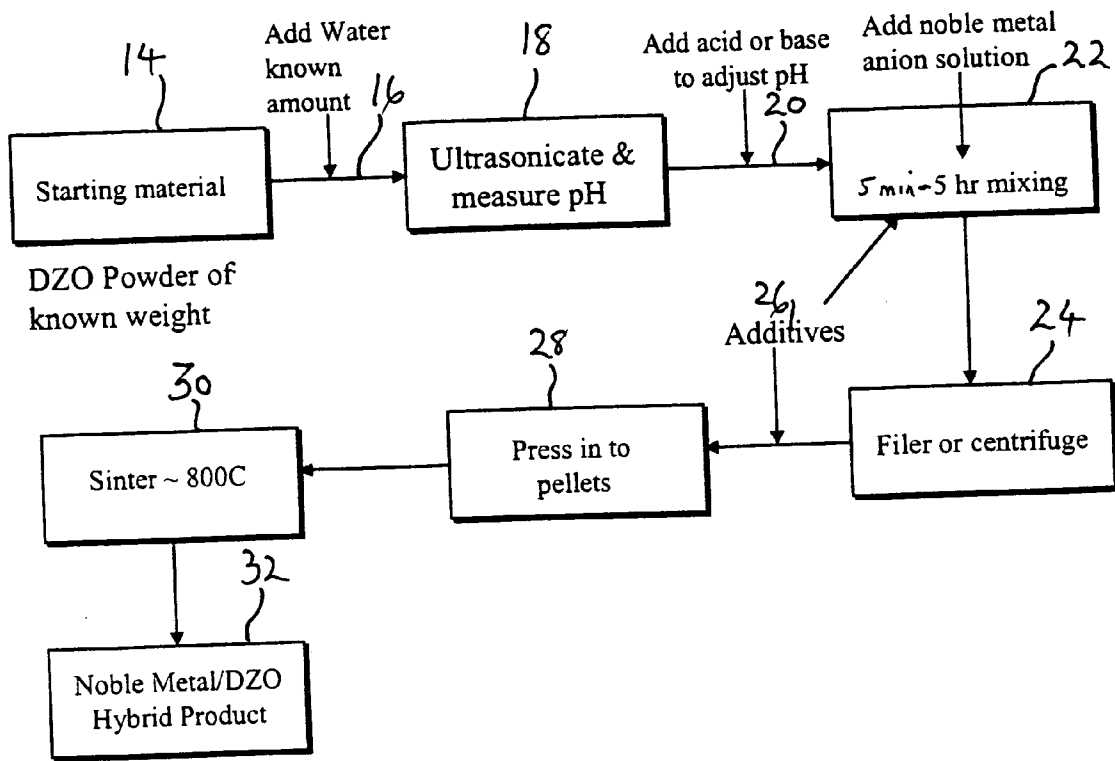 14
Add Water
known
amount
16
18
Add acid or base
to adjust pH
20
Add noble metal
anion solution
22
Starting material
Ultrasonicate &
measure pH
5 min-5 hr mixing
DZO Powder of
known weight
26
Additives
24
28
30
Sinter ~ 800C
Press in to
pellets
Filer or centrifuge
32
Noble Metal/DZO
Hybrid Product